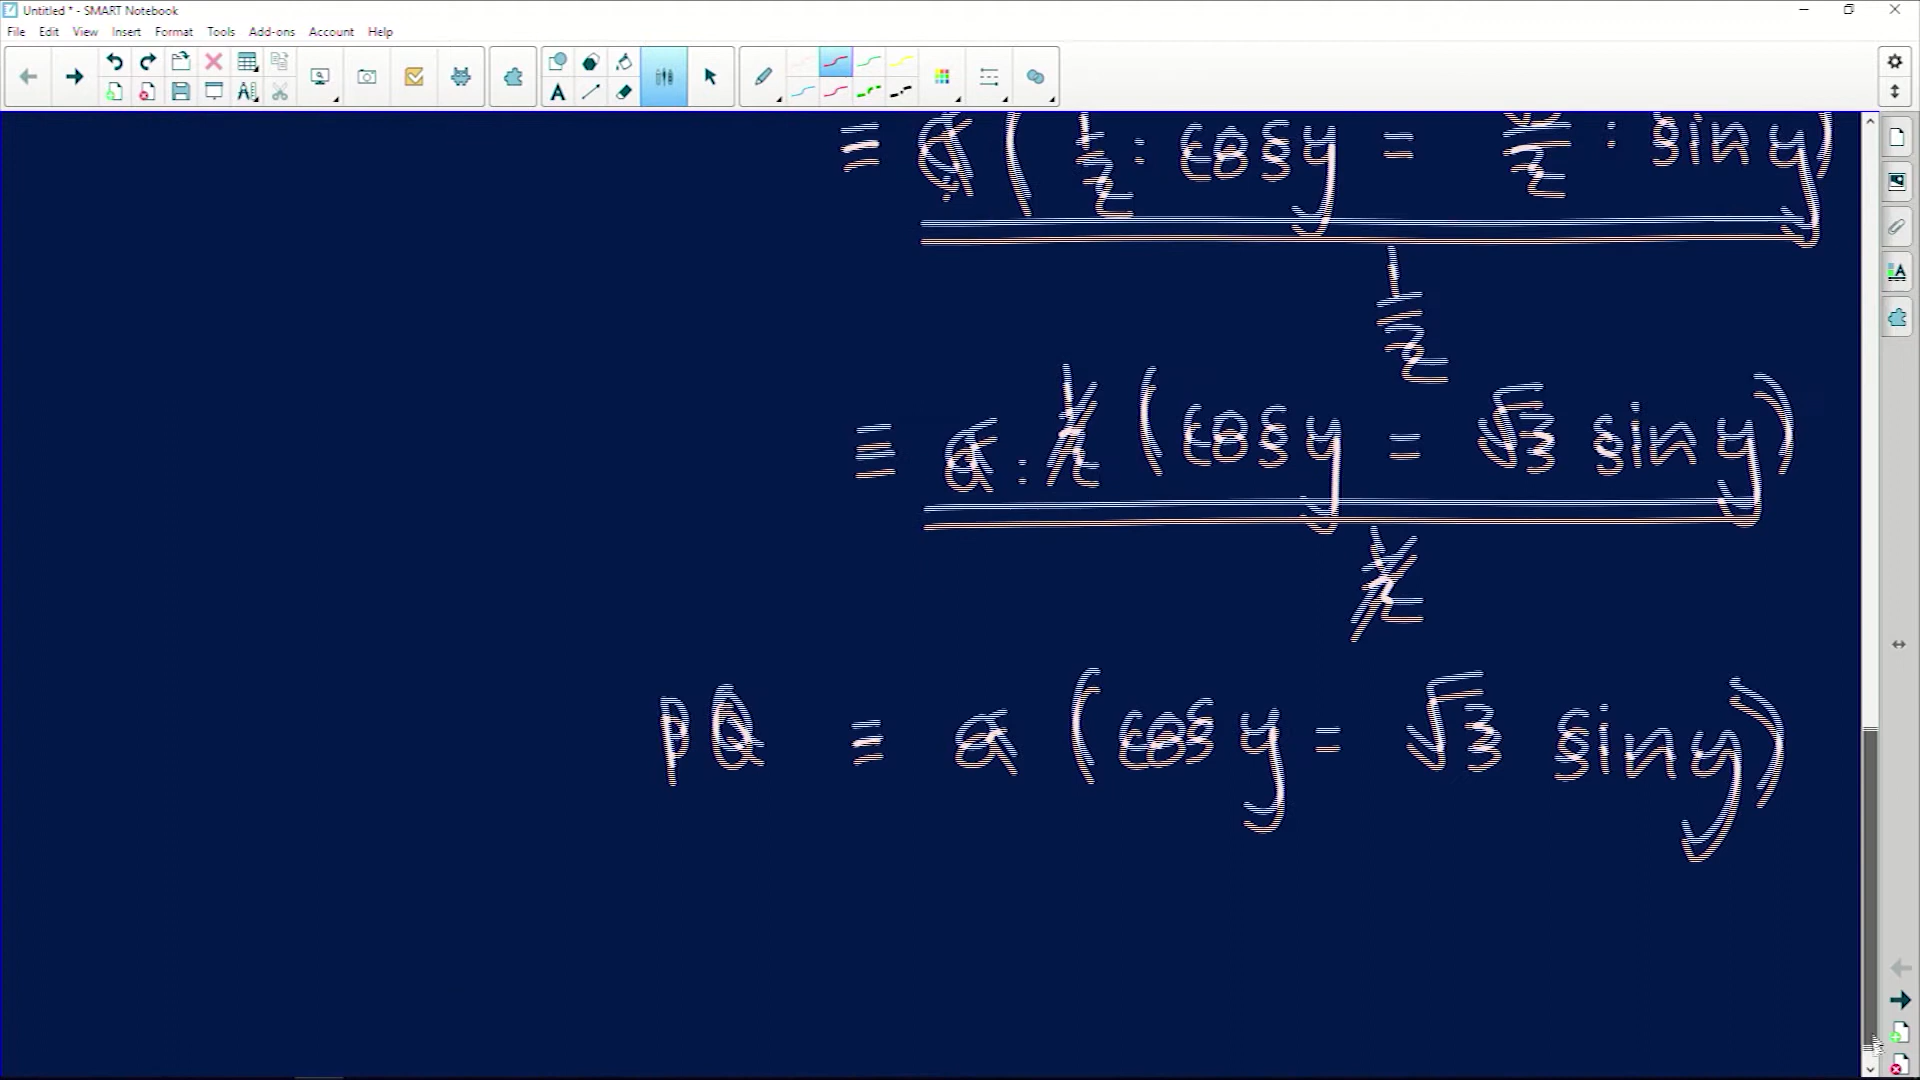 Untitled * - SMART Notebook
File Edit View Insert Format Tools Add-ons Account Help
= a ( 1/2 . cos y - √3/2 . sin y)
1/2
= a . 1/2 (cos y - √3 sin y)
1/2
PQ = a (cos y - √3 sin y)